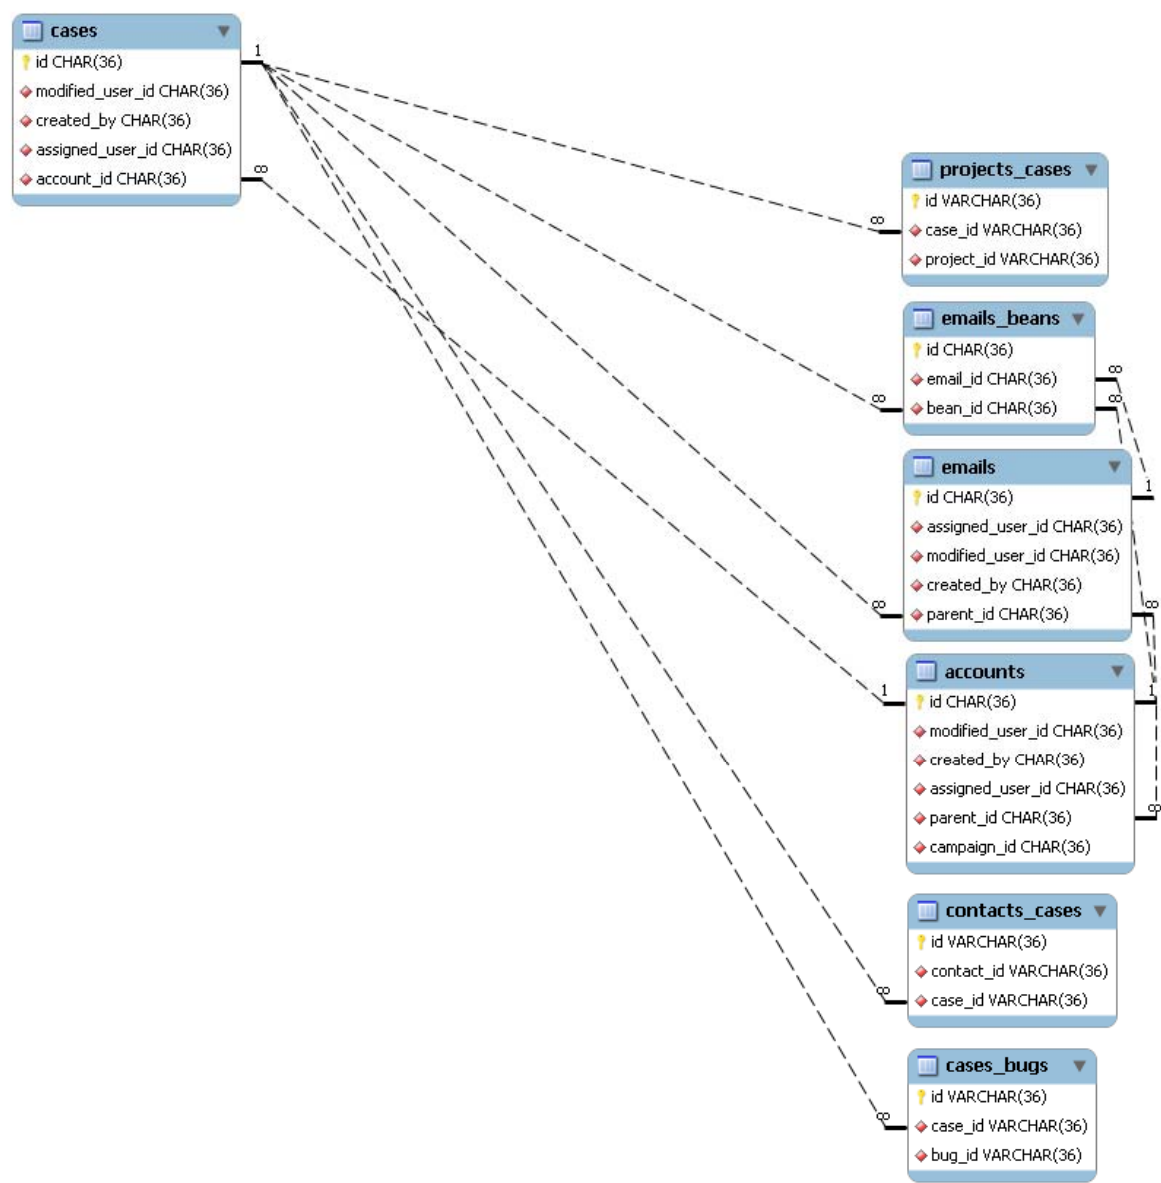 cases
id CHAR(36)
modified_user_id CHAR(36)
created_by CHAR(36)
assigned_user_id CHAR(36)
account_id CHAR(36)
1
∞
projects_cases
id VARCHAR(36)
case_id VARCHAR(36)
project_id VARCHAR(36)
∞
emails_beans
id CHAR(36)
email_id CHAR(36)
bean_id CHAR(36)
∞
∞
∞
emails
id CHAR(36)
assigned_user_id CHAR(36)
modified_user_id CHAR(36)
created_by CHAR(36)
parent_id CHAR(36)
1
∞
∞
accounts
id CHAR(36)
modified_user_id CHAR(36)
created_by CHAR(36)
assigned_user_id CHAR(36)
parent_id CHAR(36)
campaign_id CHAR(36)
1
1
∞
contacts_cases
id VARCHAR(36)
contact_id VARCHAR(36)
case_id VARCHAR(36)
∞
cases_bugs
id VARCHAR(36)
case_id VARCHAR(36)
bug_id VARCHAR(36)
∞